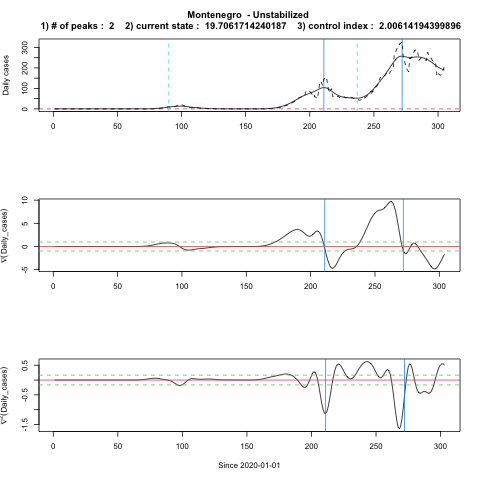 Montenegro - Unstabilized
1) # of peaks : 2 2) current state : 19.7061714240187 3) control index : 2.00614194399896
Daily cases
300
200
100
0
0 50 100 150 200 250 300
∇(Daily_cases)
10
5
0
-5
0 50 100 150 200 250 300
∇²(Daily_cases)
0.5
-0.5
-1.5
0 50 100 150 200 250 300
Since 2020-01-01